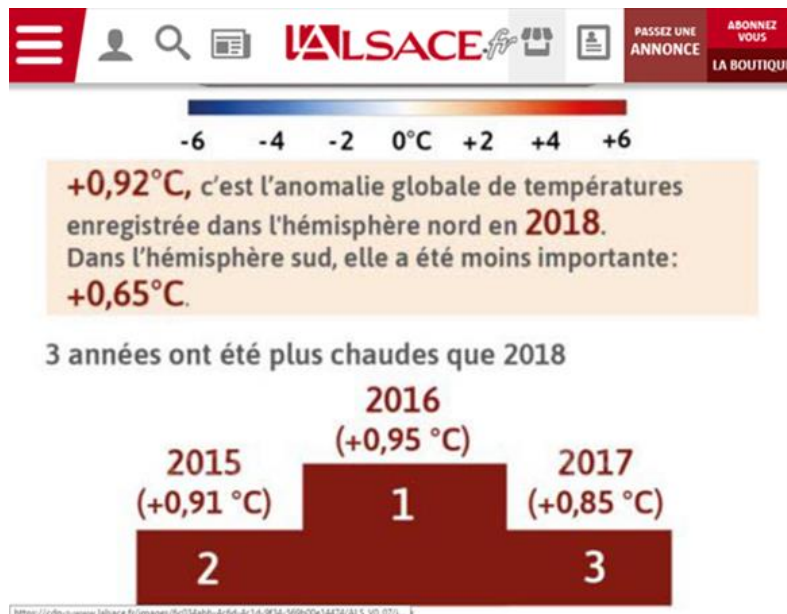 L'ALSACE.fr
PASSEZ UNE
ANNONCE
ABONNEZ
VOUS
LA BOUTIQUE
-6 -4 -2 0°C +2 +4 +6
+0,92°C, c'est l'anomalie globale de températures
enregistrée dans l'hémisphère nord en 2018.
Dans l'hémisphère sud, elle a été moins importante:
+0,65°C.
3 années ont été plus chaudes que 2018
2016
(+0,95 °C)
2015
(+0,91 °C)
2017
(+0,85 °C)
1
2
3